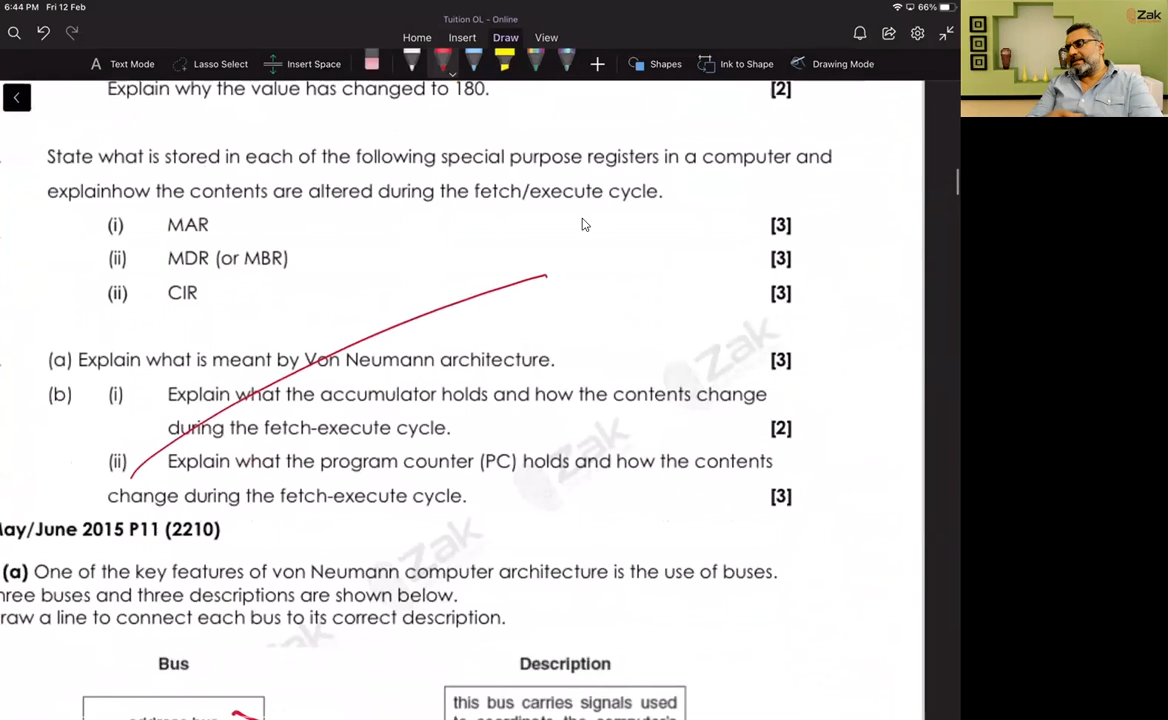 6:44 PM Fri 12 Feb
66%
Tuition OL - Online
Home Insert Draw View
Text Mode Lasso Select Insert Space Shapes Ink to Shape Drawing Mode
Zak
Explain why the value has changed to 180. [2]
State what is stored in each of the following special purpose registers in a computer and
explainhow the contents are altered during the fetch/execute cycle.
(i) MAR [3]
(ii) MDR (or MBR) [3]
(ii) CIR [3]
Zak
(a) Explain what is meant by Von Neumann architecture. [3]
(b) (i) Explain what the accumulator holds and how the contents change
during the fetch-execute cycle. [2]
Zak
(ii) Explain what the program counter (PC) holds and how the contents
change during the fetch-execute cycle. [3]
May/June 2015 P11 (2210)
Zak
(a) One of the key features of von Neumann computer architecture is the use of buses.
hree buses and three descriptions are shown below.
raw a line to connect each bus to its correct description.
Bus Description
this bus carries signals used